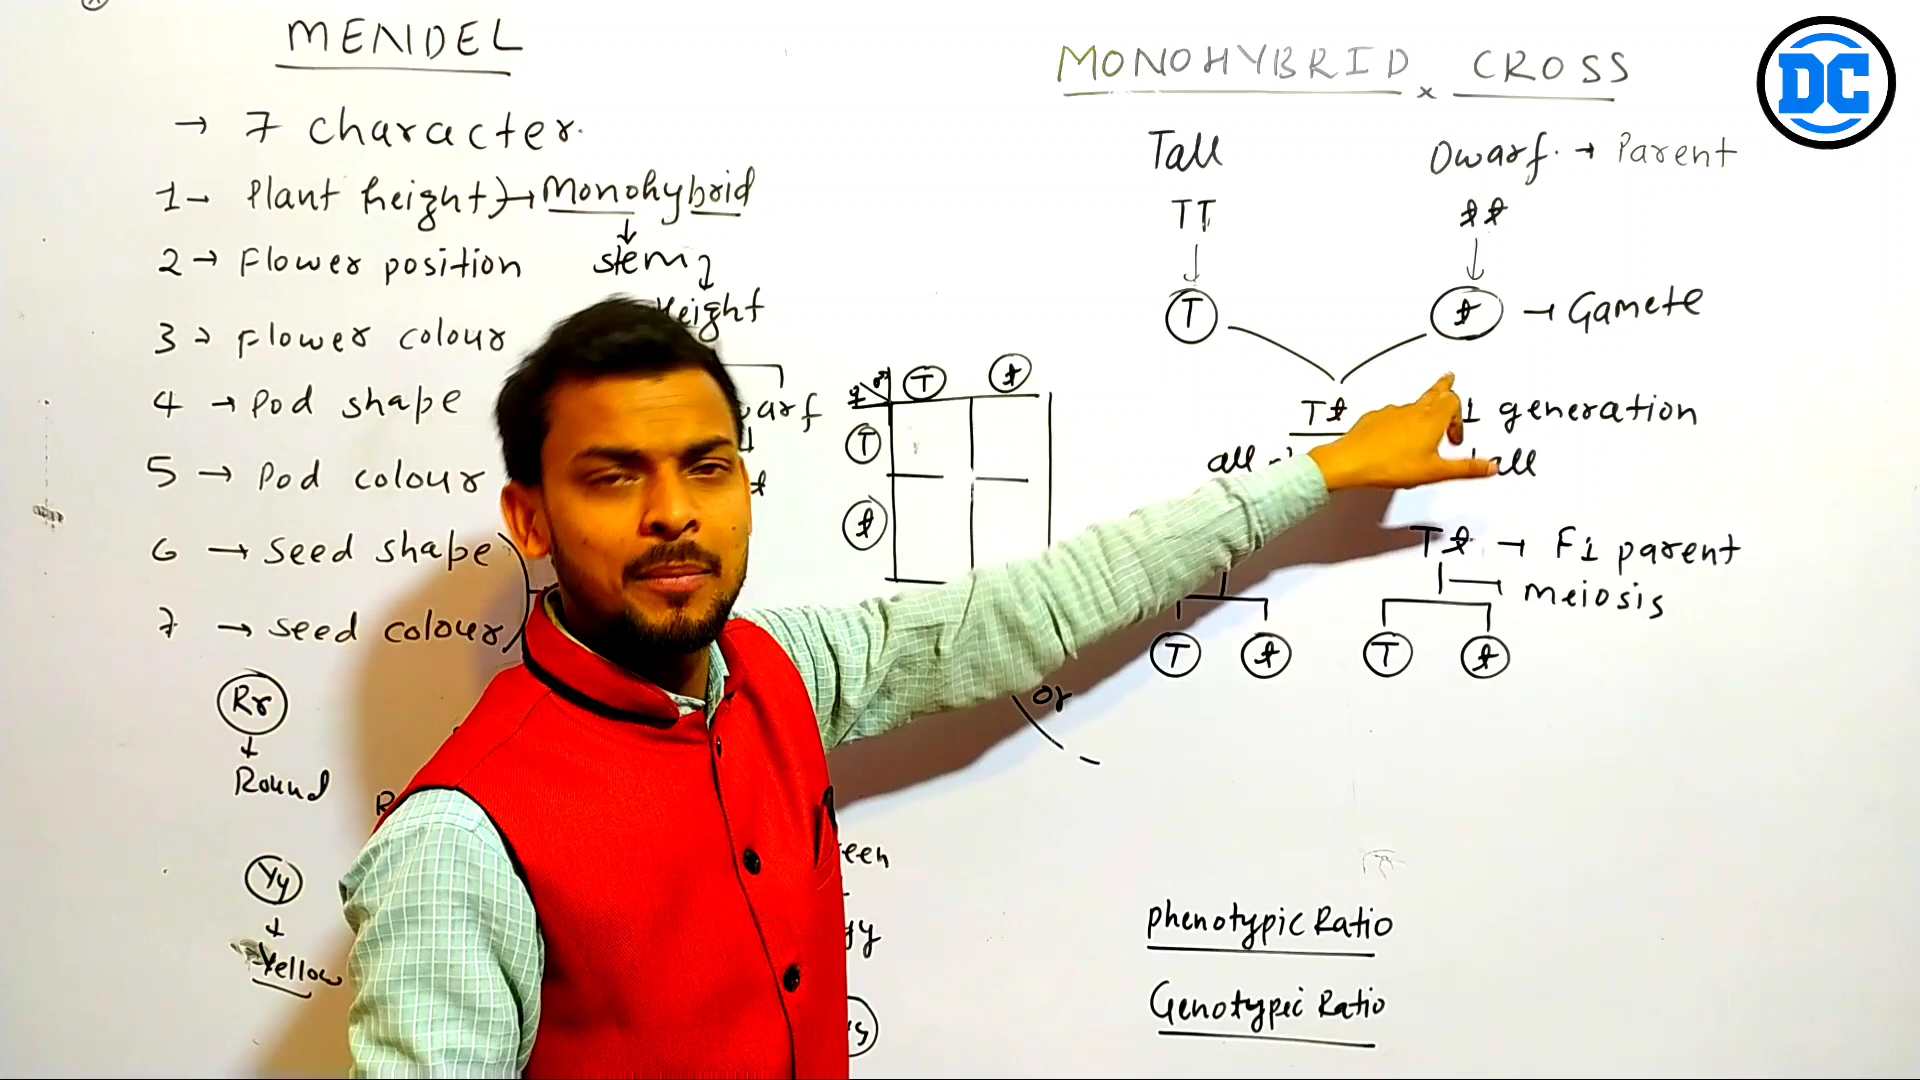 MENDEL
→ 7 character.
1→ Plant height → Monohybrid
2 → Flower position
stem
Height
3 → Flower colour
4 → Pod shape
5 → Pod colour
6 → Seed shape
7 → seed colour
Rr
Round
Yy
Yellow
T t
T
t
or
MONOHYBRID × CROSS
DC
Tall Dwarf. → Parent
TT tt
T t → Gamete
Tt 1 generation
all
Tt → F1 parent
meiosis
T t T t
Phenotypic Ratio
Genotypic Ratio